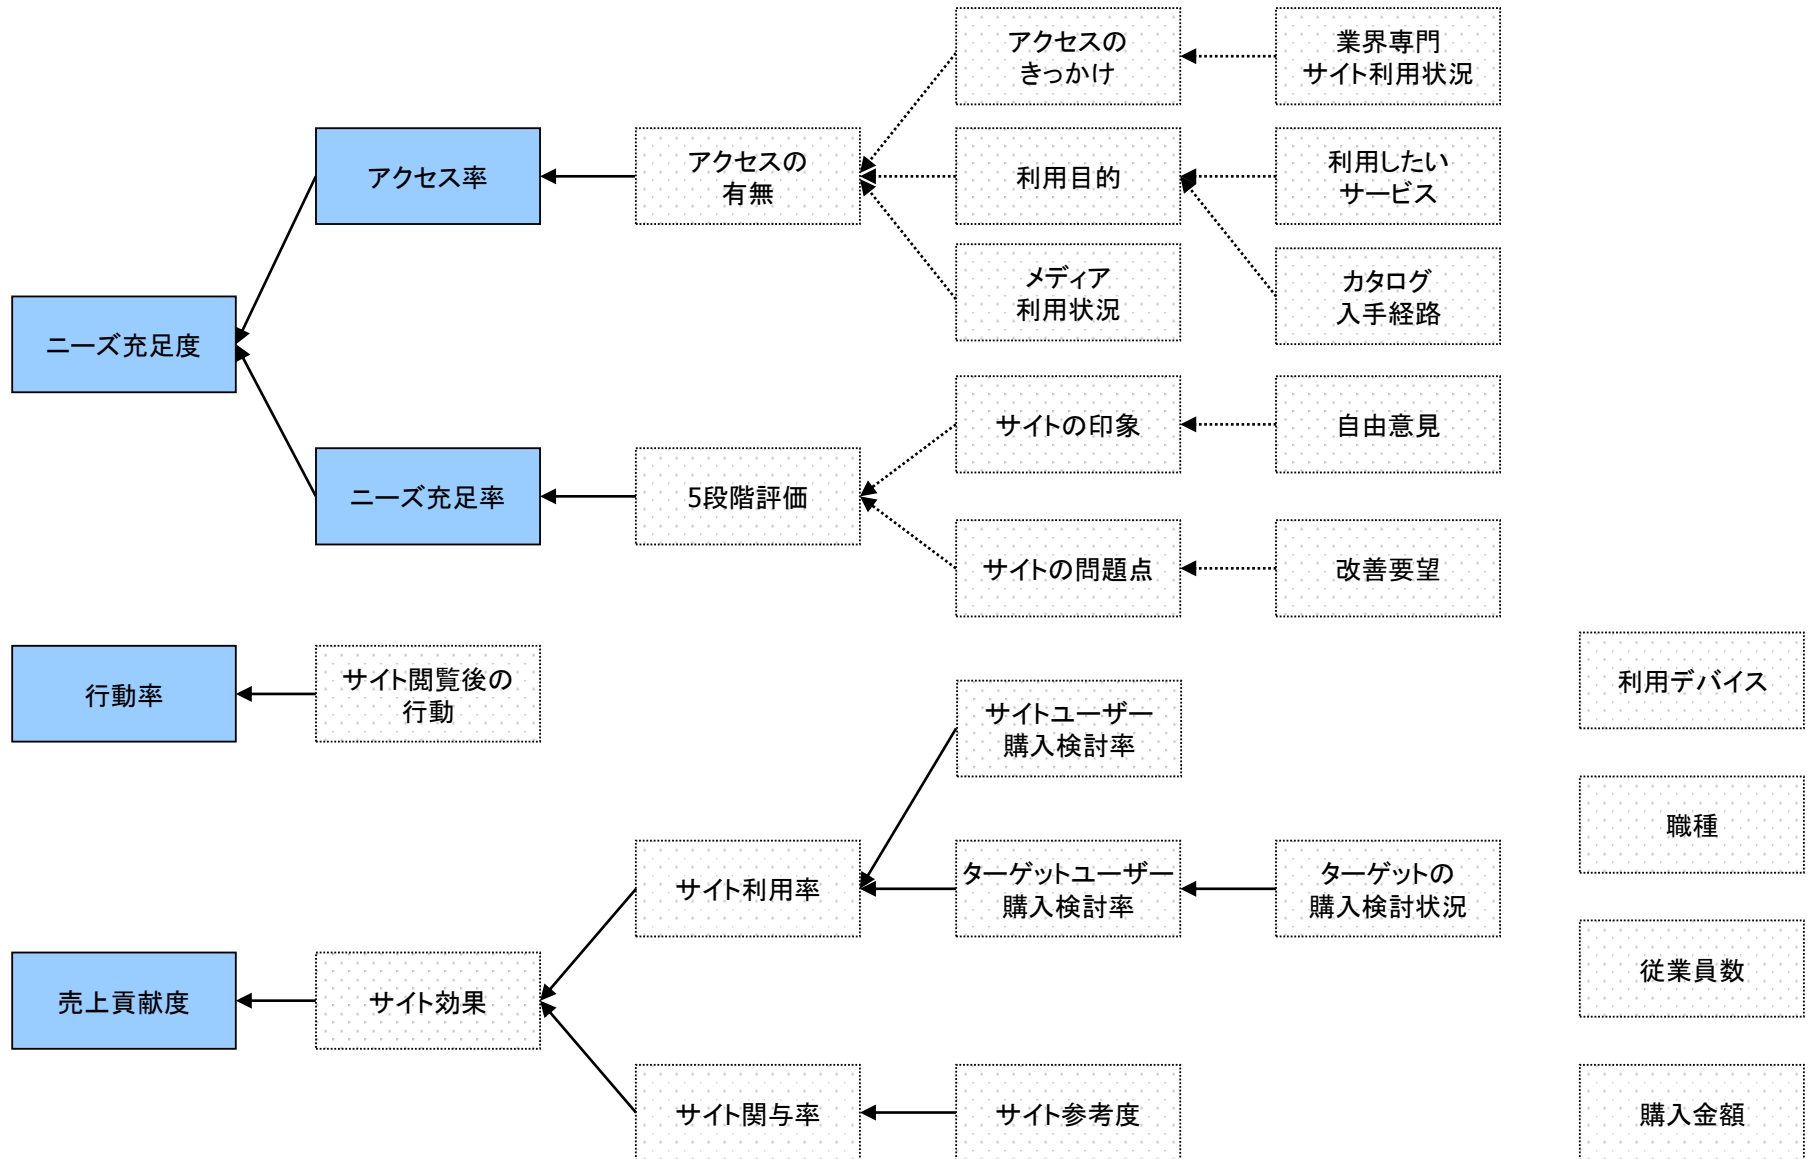 アクセスの
きっかけ
業界専門
サイト利用状況
アクセス率
アクセスの
有無
利用目的
利用したい
サービス
メディア
利用状況
カタログ
入手経路
ニーズ充足度
サイトの印象
自由意見
ニーズ充足率
5段階評価
サイトの問題点
改善要望
行動率
サイト閲覧後の
行動
サイトユーザー
購入検討率
利用デバイス
職種
サイト利用率
ターゲットユーザー
購入検討率
ターゲットの
購入検討状況
売上貢献度
サイト効果
従業員数
サイト関与率
サイト参考度
購入金額